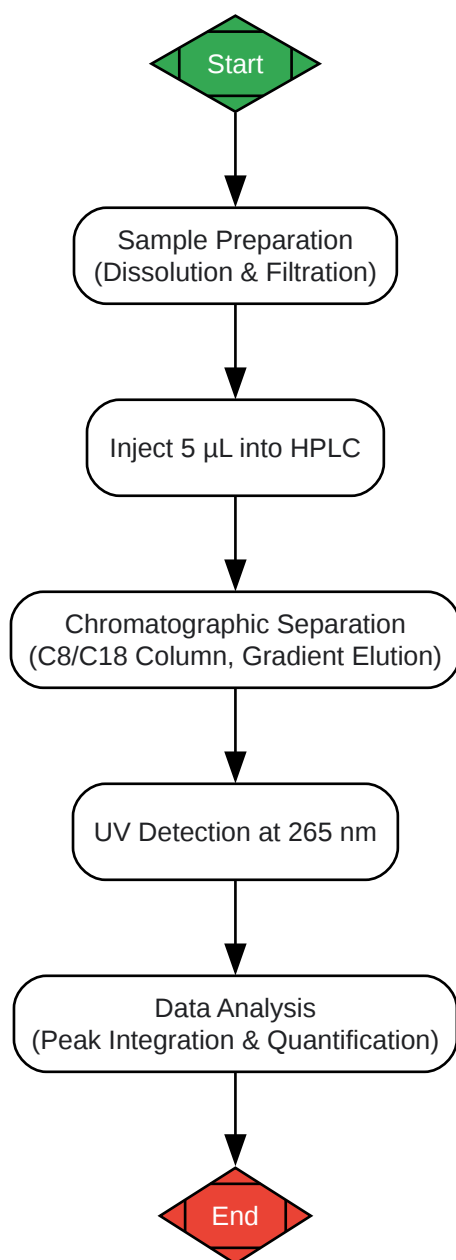 Start
Sample Preparation
(Dissolution & Filtration)
Inject 5 µL into HPLC
Chromatographic Separation
(C8/C18 Column, Gradient Elution)
UV Detection at 265 nm
Data Analysis
(Peak Integration & Quantification)
End